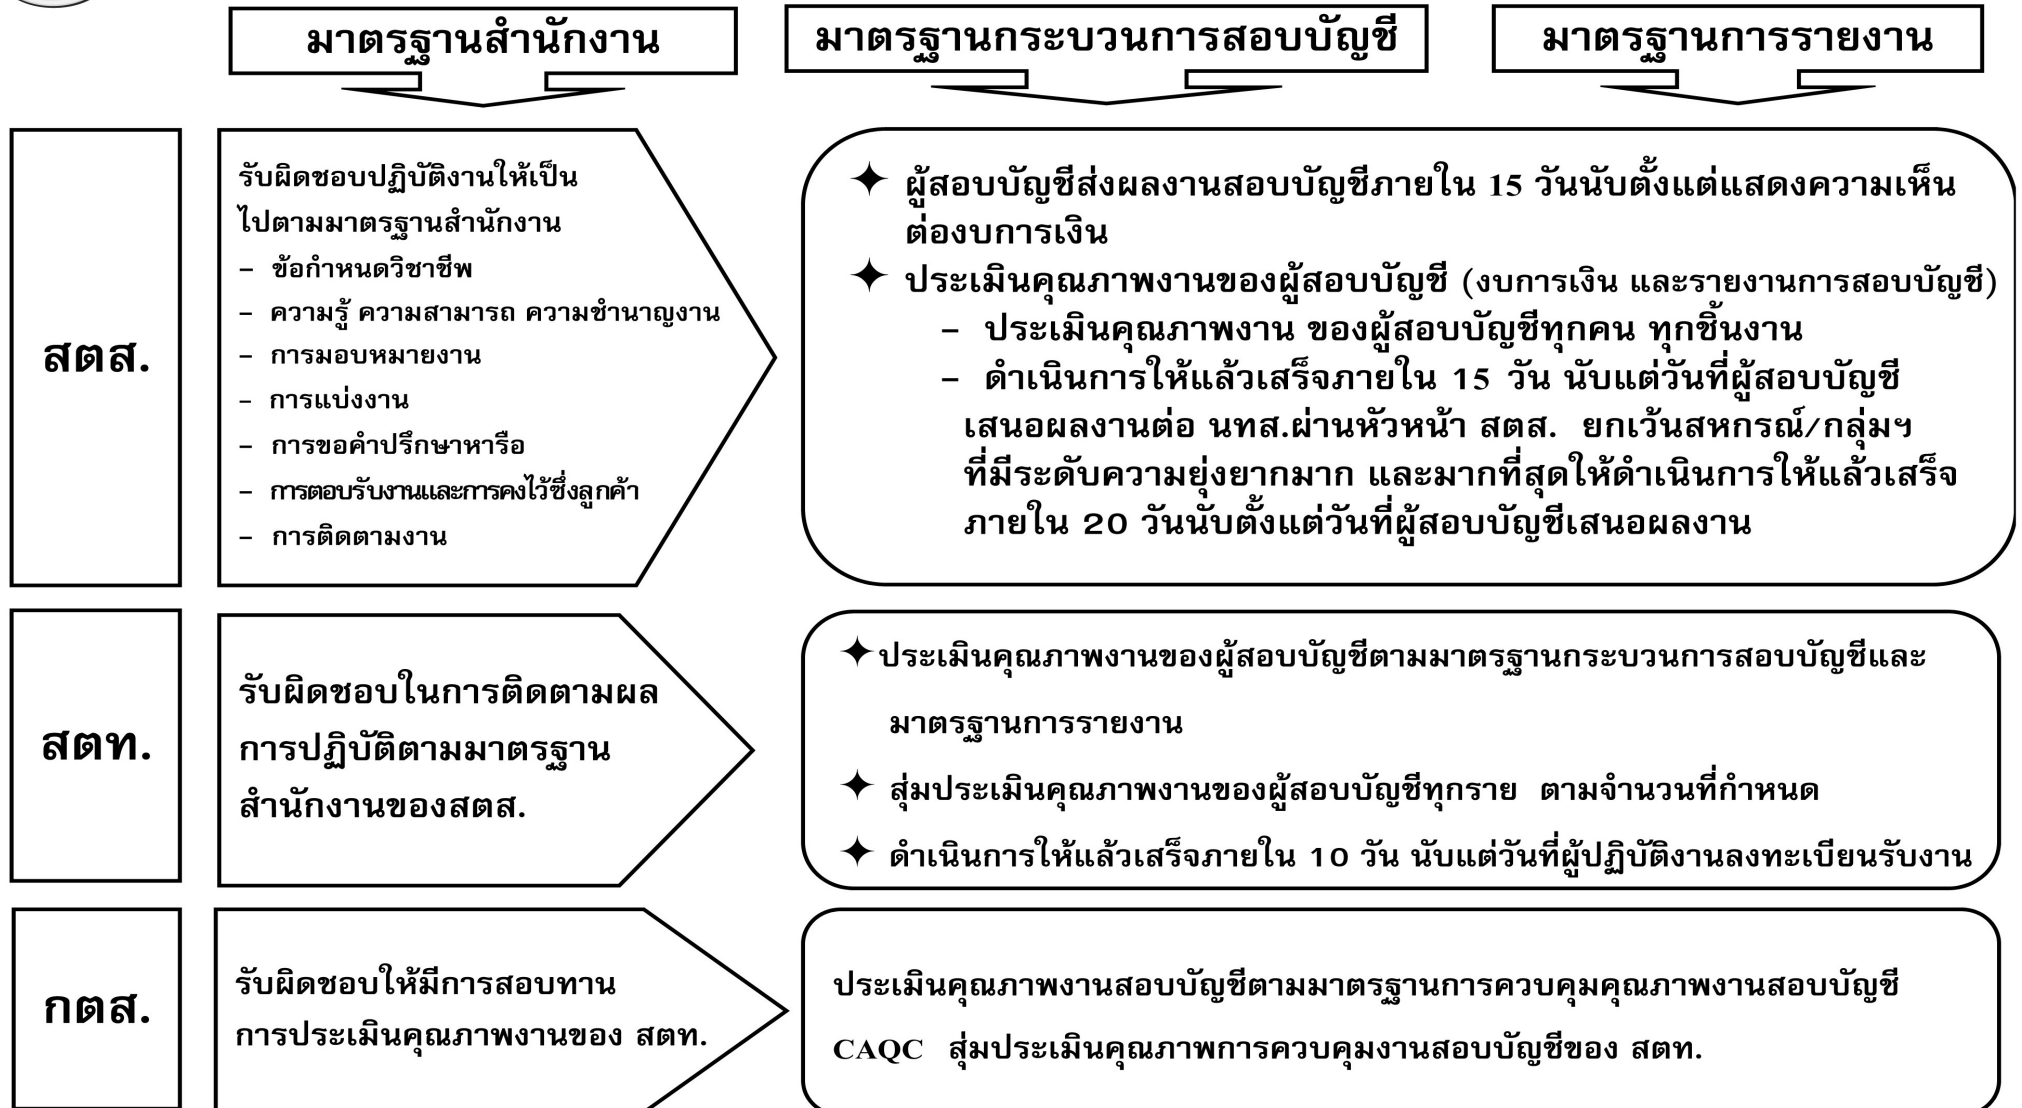 มาตรฐานสำนักงาน
มาตรฐานกระบวนการสอบบัญชี
มาตรฐานการรายงาน
สตส.
รับผิดชอบปฏิบัติงานให้เป็น
ไปตามมาตรฐานสำนักงาน
– ข้อกำหนดวิชาชีพ
– ความรู้ ความสามารถ ความชำนาญงาน
– การมอบหมายงาน
– การแบ่งงาน
– การขอคำปรึกษาหารือ
– การตอบรับงานและการคงไว้ซึ่งลูกค้า
– การติดตามงาน
✦ ผู้สอบบัญชีส่งผลงานสอบบัญชีภายใน 15 วันนับตั้งแต่แสดงความเห็น
ต่องบการเงิน
✦ ประเมินคุณภาพงานของผู้สอบบัญชี (งบการเงิน และรายงานการสอบบัญชี)
– ประเมินคุณภาพงาน ของผู้สอบบัญชีทุกคน ทุกชิ้นงาน
– ดำเนินการให้แล้วเสร็จภายใน 15 วัน นับแต่วันที่ผู้สอบบัญชี
เสนอผลงานต่อ นทส.ผ่านหัวหน้า สตส. ยกเว้นสหกรณ์/กลุ่มฯ
ที่มีระดับความยุ่งยากมาก และมากที่สุดให้ดำเนินการให้แล้วเสร็จ
ภายใน 20 วันนับตั้งแต่วันที่ผู้สอบบัญชีเสนอผลงาน
สตท.
รับผิดชอบในการติดตามผล
การปฏิบัติตามมาตรฐาน
สำนักงานของสตส.
✦ ประเมินคุณภาพงานของผู้สอบบัญชีตามมาตรฐานกระบวนการสอบบัญชีและ
มาตรฐานการรายงาน
✦ สุ่มประเมินคุณภาพงานของผู้สอบบัญชีทุกราย ตามจำนวนที่กำหนด
✦ ดำเนินการให้แล้วเสร็จภายใน 10 วัน นับแต่วันที่ผู้ปฏิบัติงานลงทะเบียนรับงาน
กตส.
รับผิดชอบให้มีการสอบทาน
การประเมินคุณภาพงานของ สตท.
ประเมินคุณภาพงานสอบบัญชีตามมาตรฐานการควบคุมคุณภาพงานสอบบัญชี
CAQC สุ่มประเมินคุณภาพการควบคุมงานสอบบัญชีของ สตท.